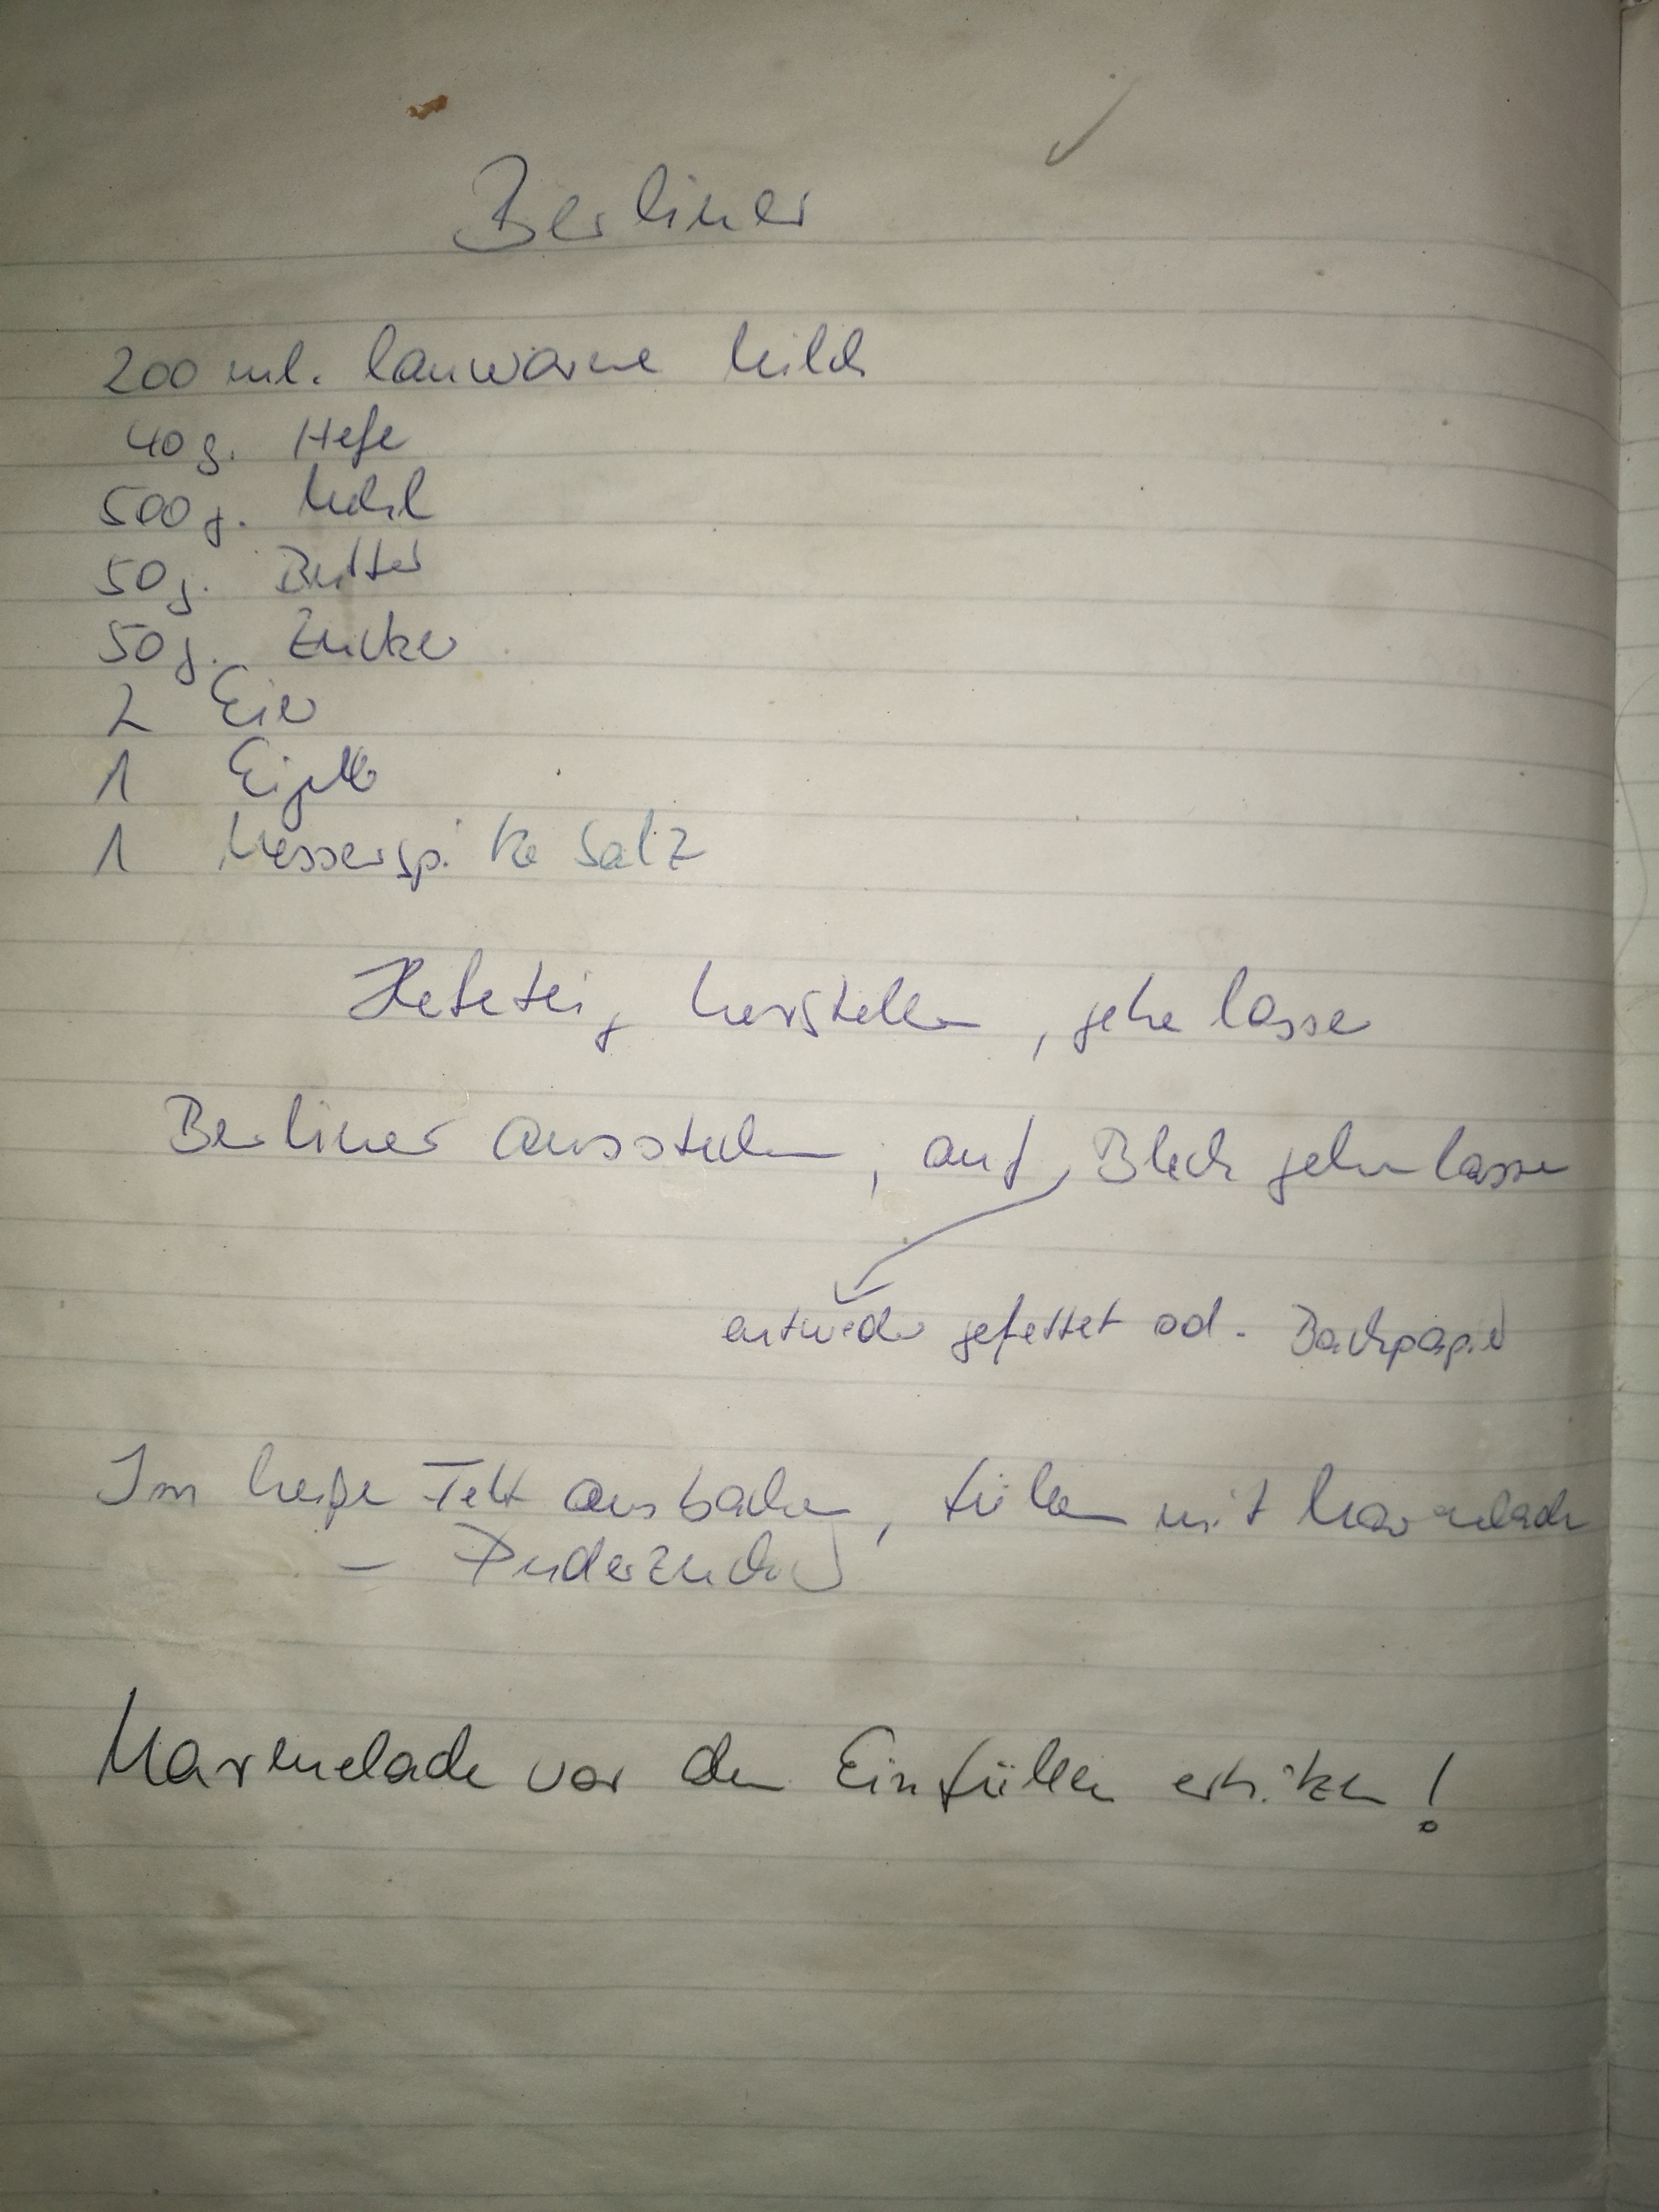 Berliner
200 ml. lauwarme Milch
40 g. Hefe
500 g. Mehl
50 g. Butter
50 g. Zucker
2 Eier
1 Eigelb
1 Messerspitze Salz
Hefeteig herstellen, gehen lassen
Berliner ausstechen, auf Blech gehen lassen
entweder gefettet od. Backpapier
Im heißen Fett ausbacken, füllen mit Marmelade
- Puderzucker
Marmelade vor dem Einfüllen erhitzen!